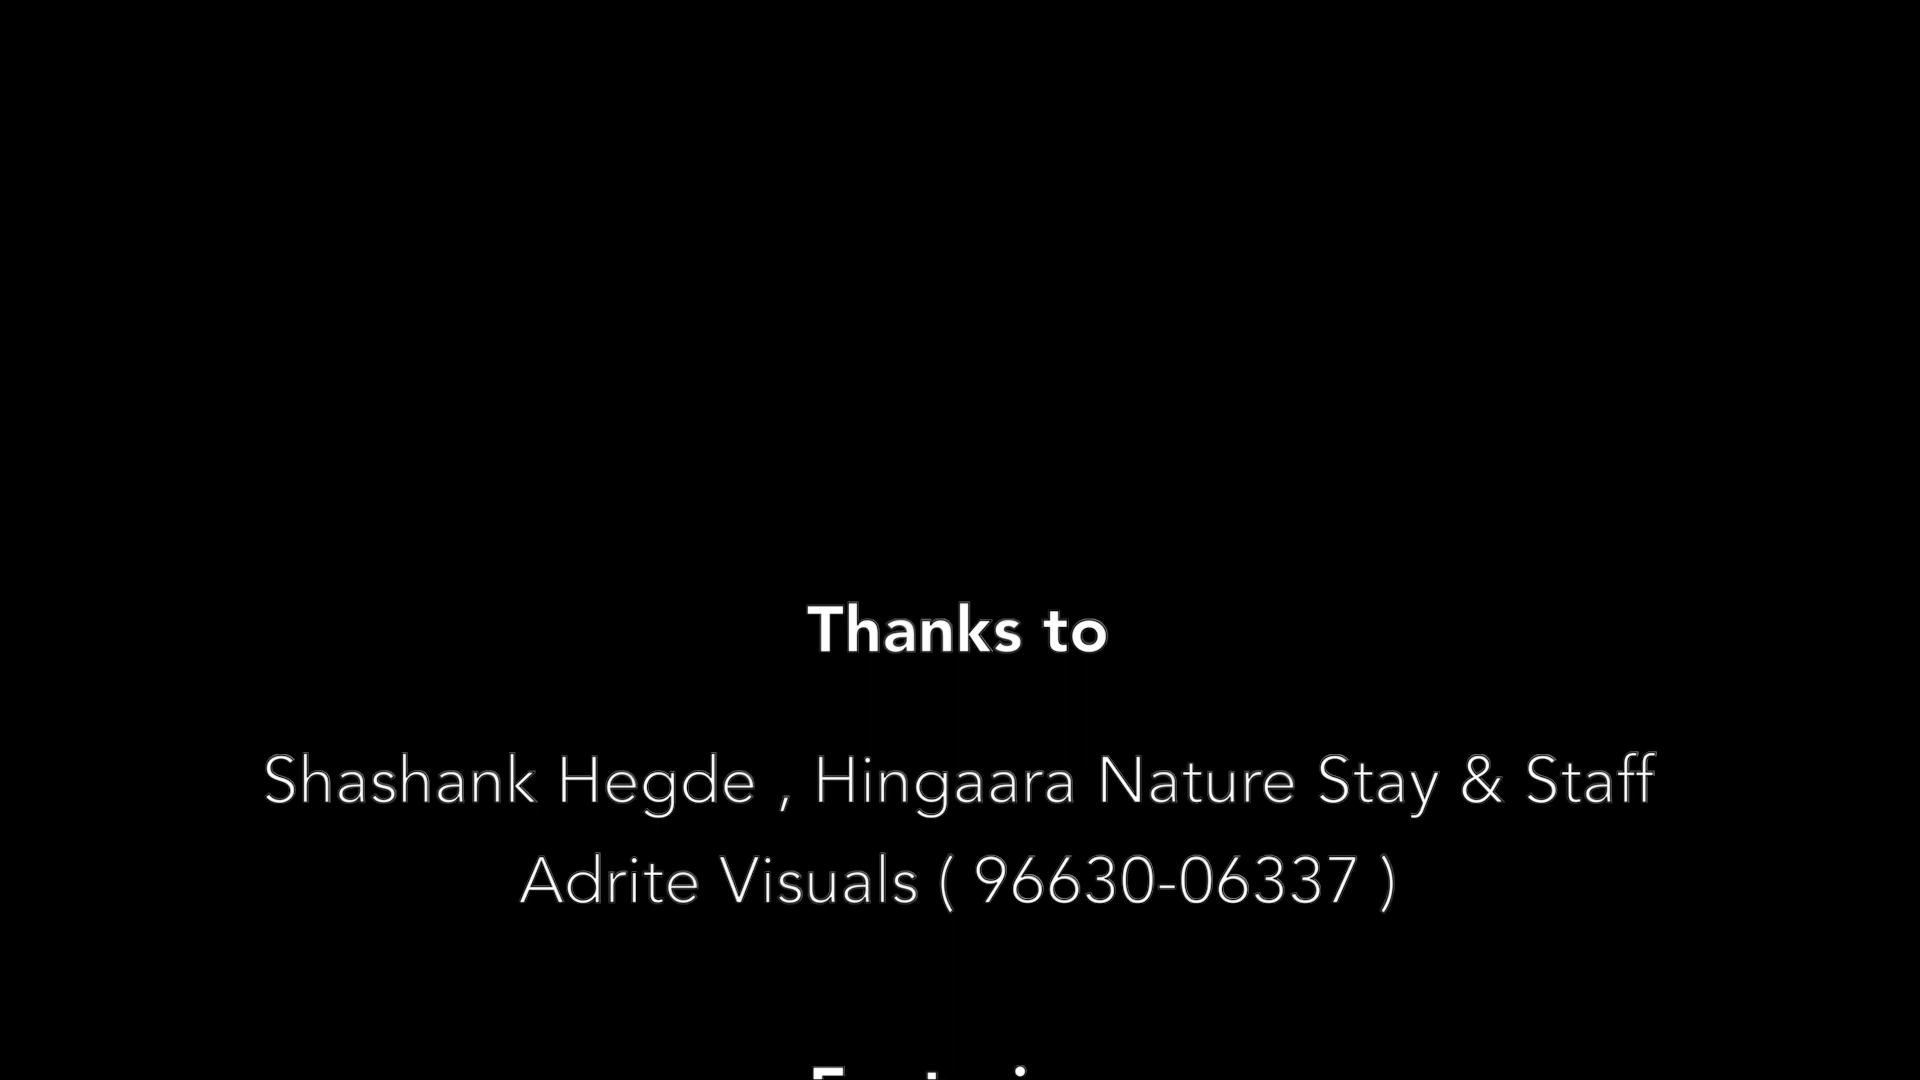 Thanks to
Shashank Hegde , Hingaara Nature Stay & Staff
Adrite Visuals ( 96630-06337 )